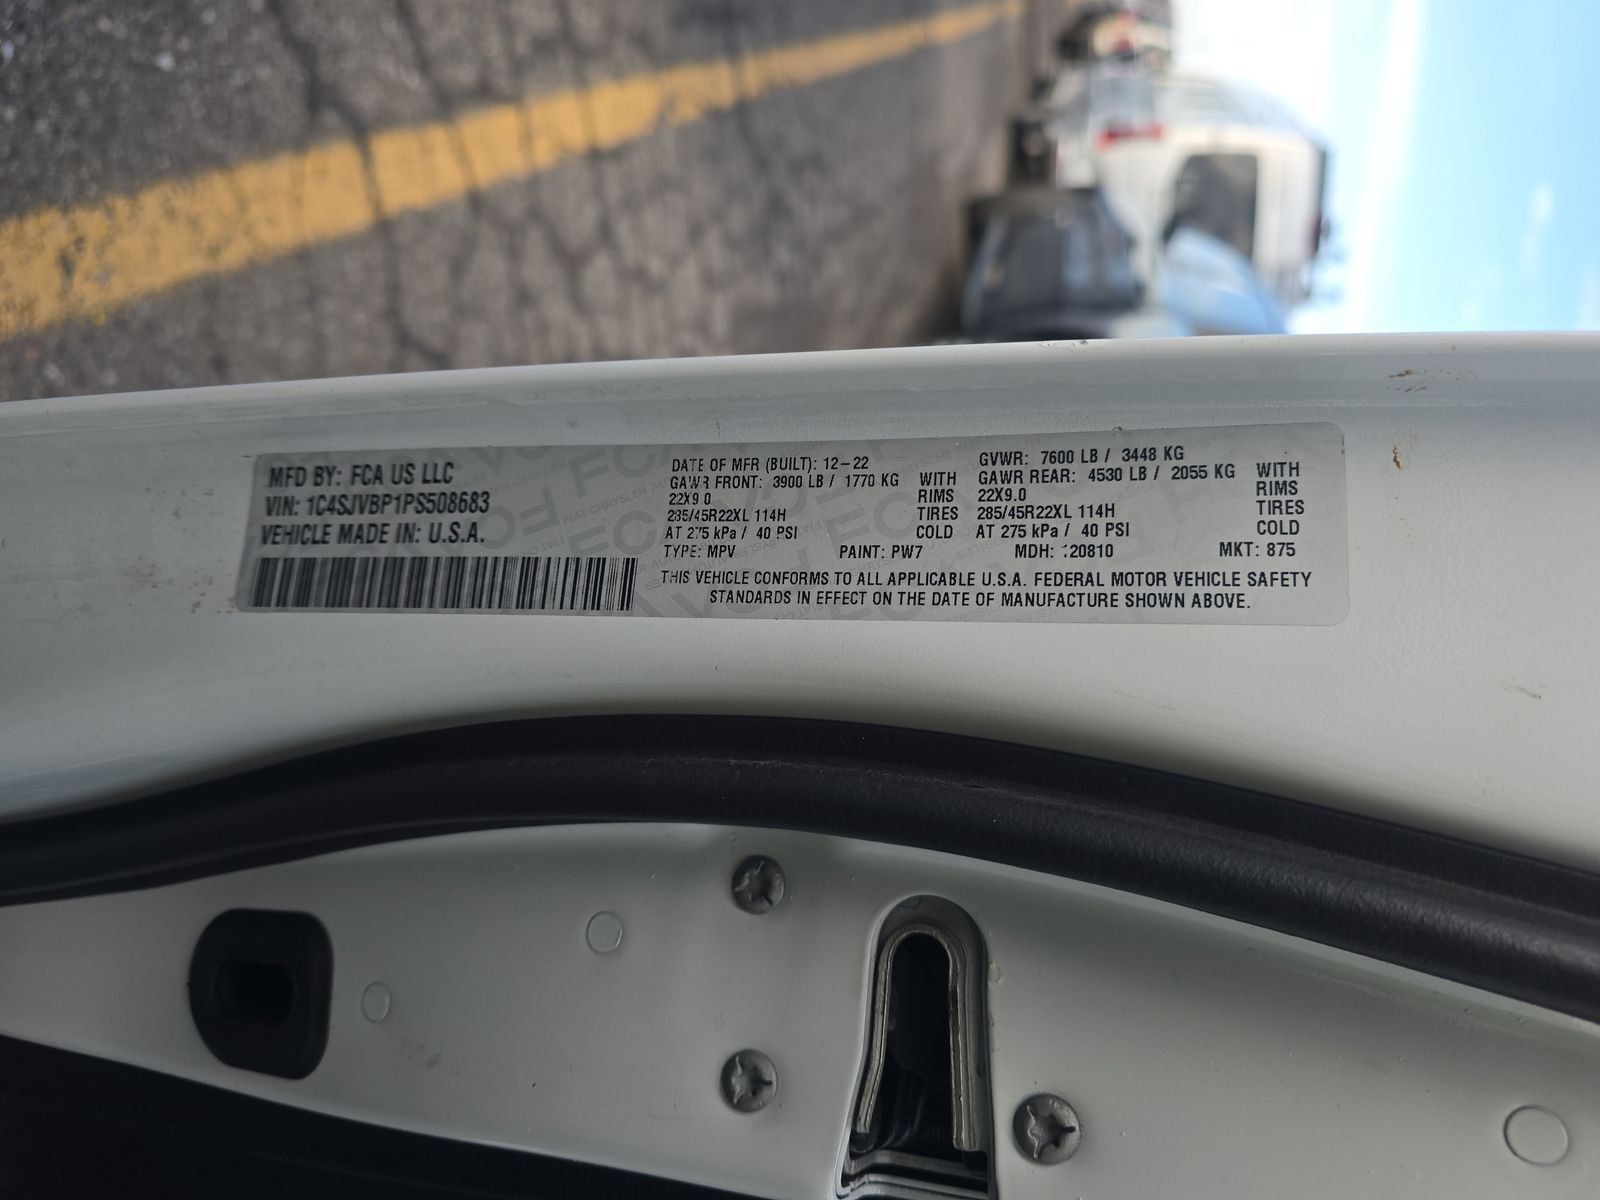 MFD BY: FCA US LLC
VIN: 1C4SJVBP1PS508683
VEHICLE MADE IN: U.S.A.
DATE OF MFR (BUILT): 12-22
GAWR FRONT: 3900 LB / 1770 KG WITH
22X9.0 RIMS
285/45R22XL 114H TIRES
AT 275 kPa / 40 PSI COLD
GVWR: 7600 LB / 3448 KG
GAWR REAR: 4530 LB / 2055 KG WITH
22X9.0 RIMS
285/45R22XL 114H TIRES
AT 275 kPa / 40 PSI COLD
TYPE: MPV PAINT: PW7 MDH: 120810 MKT: 875
THIS VEHICLE CONFORMS TO ALL APPLICABLE U.S.A. FEDERAL MOTOR VEHICLE SAFETY
STANDARDS IN EFFECT ON THE DATE OF MANUFACTURE SHOWN ABOVE.